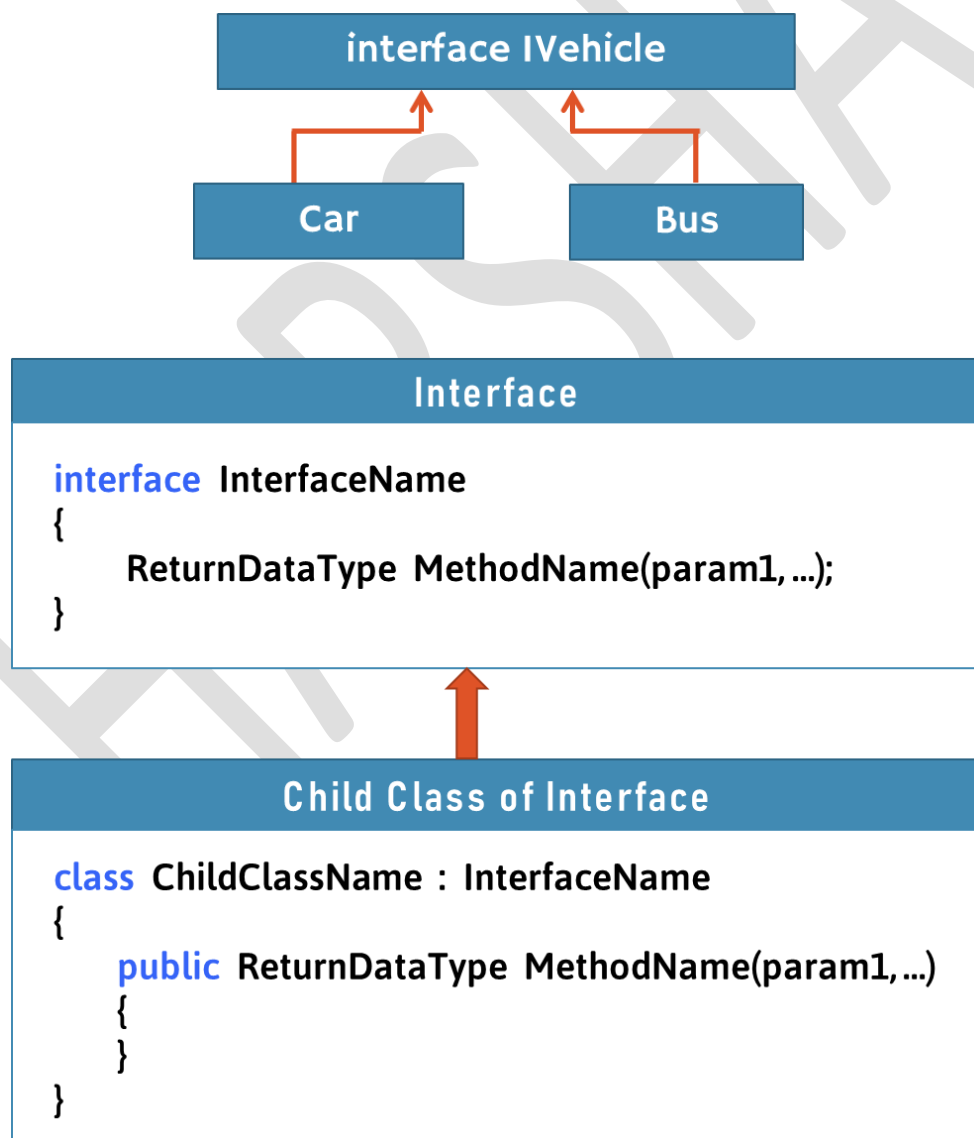 interface IVehicle
Car
Bus
Interface
interface InterfaceName
{
ReturnDataType MethodName(param1, ...);
}
Child Class of Interface
class ChildClassName : InterfaceName
{
public ReturnDataType MethodName(param1, ...)
{
}
}